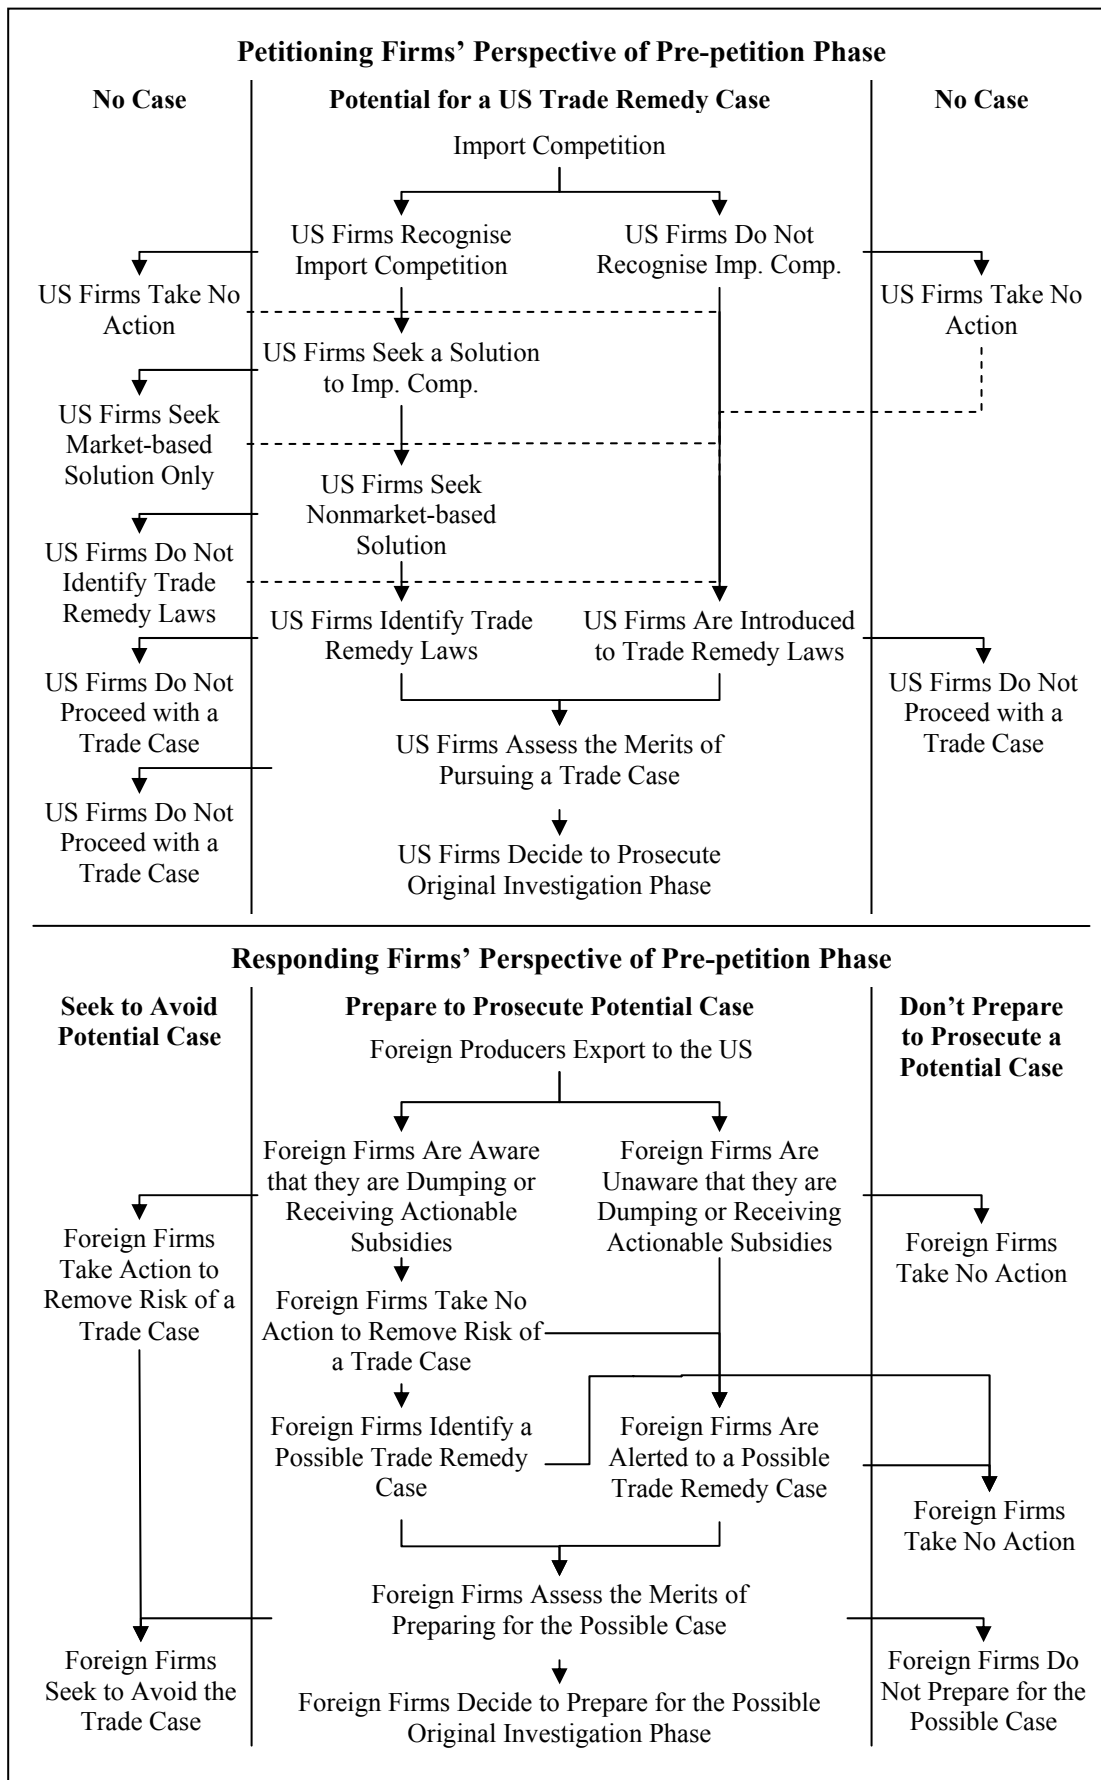 Petitioning Firms’ Perspective of Pre-petition Phase
No Case
Potential for a US Trade Remedy Case
No Case
Import Competition
US Firms Recognise
Import Competition
US Firms Do Not
Recognise Imp. Comp.
US Firms Take No
Action
US Firms Take No
Action
US Firms Seek a Solution
to Imp. Comp.
US Firms Seek
Market-based
Solution Only
US Firms Seek
Nonmarket-based
Solution
US Firms Do Not
Identify Trade
Remedy Laws
US Firms Identify Trade
Remedy Laws
US Firms Are Introduced
to Trade Remedy Laws
US Firms Do Not
Proceed with a
Trade Case
US Firms Do Not
Proceed with a
Trade Case
US Firms Assess the Merits of
Pursuing a Trade Case
US Firms Do Not
Proceed with a
Trade Case
US Firms Decide to Prosecute
Original Investigation Phase
Responding Firms’ Perspective of Pre-petition Phase
Seek to Avoid
Potential Case
Prepare to Prosecute Potential Case
Don’t Prepare
to Prosecute a
Potential Case
Foreign Producers Export to the US
Foreign Firms Are Aware
that they are Dumping or
Receiving Actionable
Subsidies
Foreign Firms Are
Unaware that they are
Dumping or Receiving
Actionable Subsidies
Foreign Firms
Take Action to
Remove Risk of a
Trade Case
Foreign Firms
Take No Action
Foreign Firms Take No
Action to Remove Risk of
a Trade Case
Foreign Firms Identify a
Possible Trade Remedy
Case
Foreign Firms Are
Alerted to a Possible
Trade Remedy Case
Foreign Firms
Take No Action
Foreign Firms Assess the Merits of
Preparing for the Possible Case
Foreign Firms
Seek to Avoid the
Trade Case
Foreign Firms Do
Not Prepare for the
Possible Case
Foreign Firms Decide to Prepare for the Possible
Original Investigation Phase